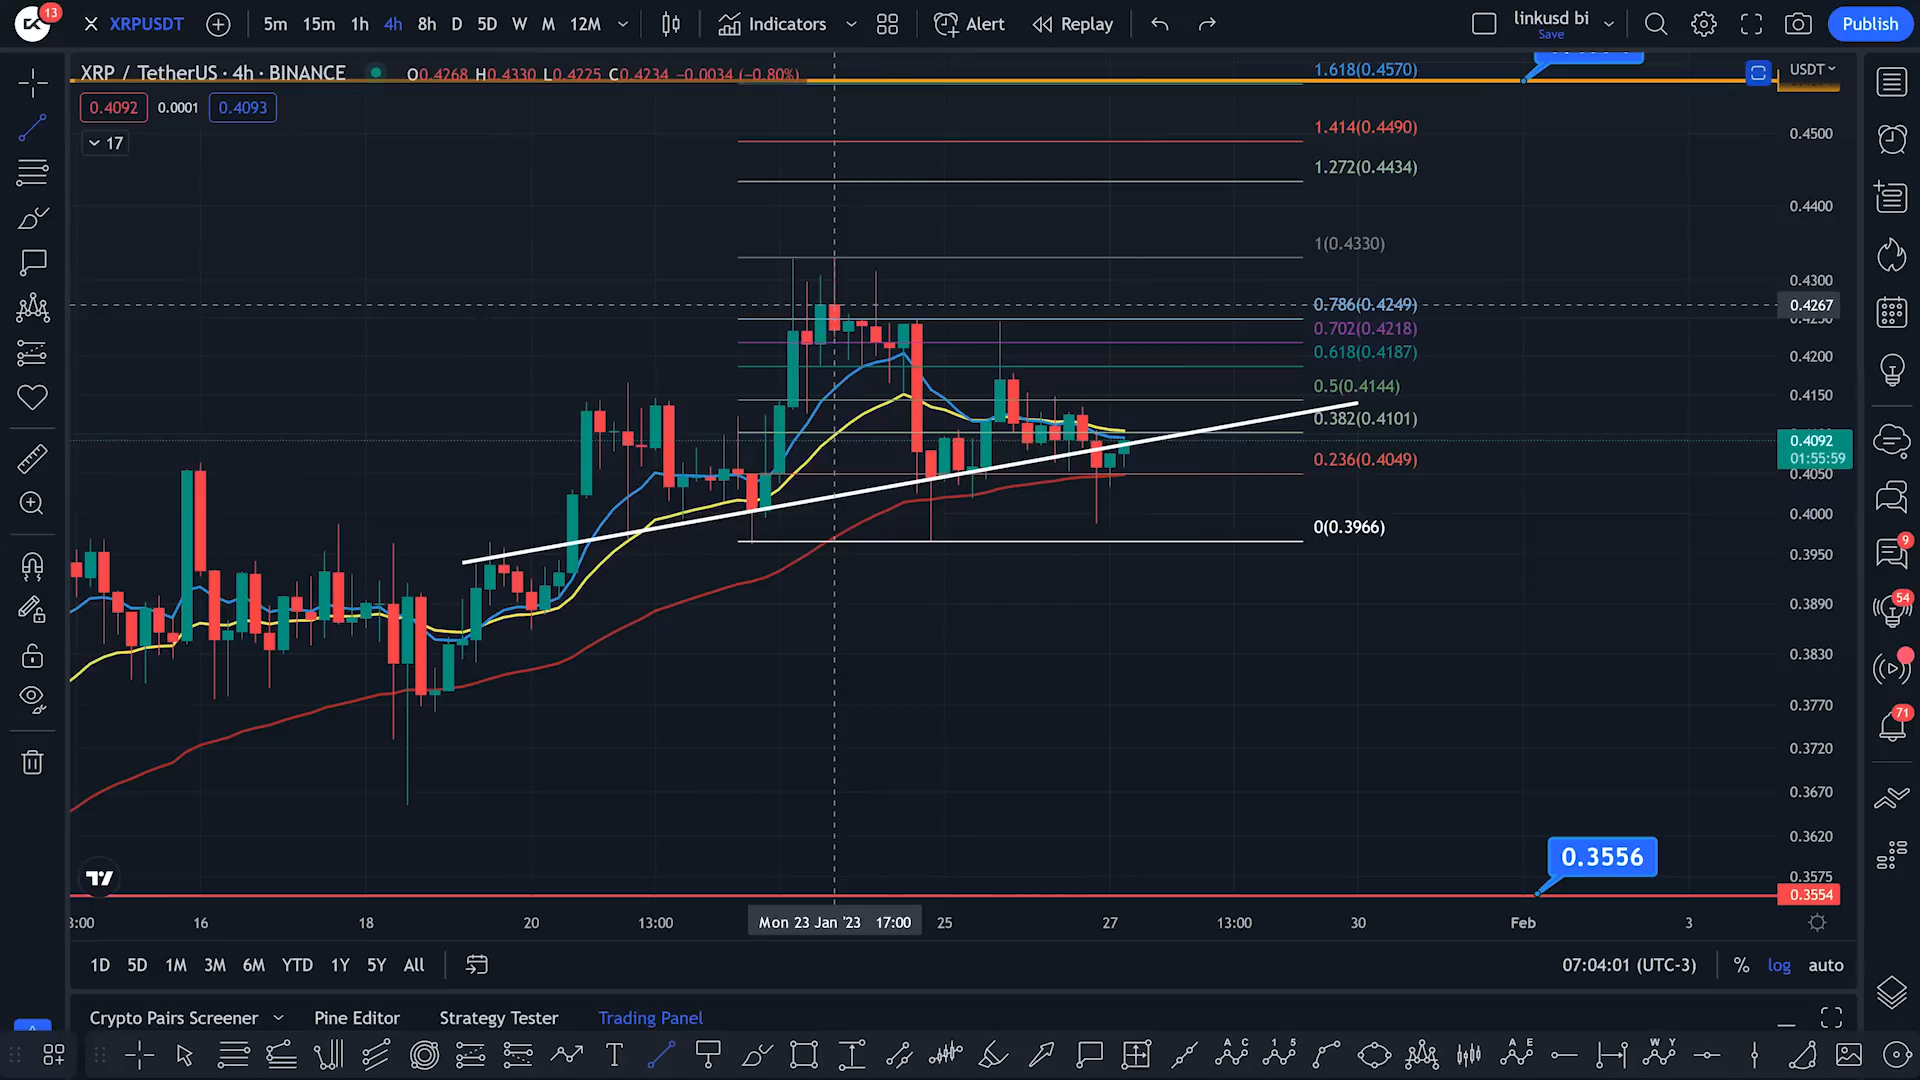 13
XRPUSDT
5m 15m 1h 4h 8h D 5D W M 12M
Indicators
Alert
Replay
linkusd bi
Save
Publish
XRP / TetherUS · 4h · BINANCE
O0.4268 H0.4330 L0.4225 C0.4234 −0.0034 (−0.80%)
0.4092 0.0001 0.4093
17
1.618(0.4570)
1.414(0.4490)
1.272(0.4434)
1(0.4330)
0.786(0.4249)
0.702(0.4218)
0.618(0.4187)
0.5(0.4144)
0.382(0.4101)
0.236(0.4049)
0(0.3966)
0.3556
USDT
0.4500
0.4400
0.4300
0.4267
0.4250
0.4200
0.4150
0.4092
01:55:59
0.4050
0.4000
0.3950
0.3890
0.3830
0.3770
0.3720
0.3670
0.3620
0.3575
0.3554
9
54
71
3:00 16 18 20 13:00 Mon 23 Jan '23 17:00 25 27 13:00 30 Feb 3
1D 5D 1M 3M 6M YTD 1Y 5Y All
07:04:01 (UTC-3) % log auto
Crypto Pairs Screener Pine Editor Strategy Tester Trading Panel